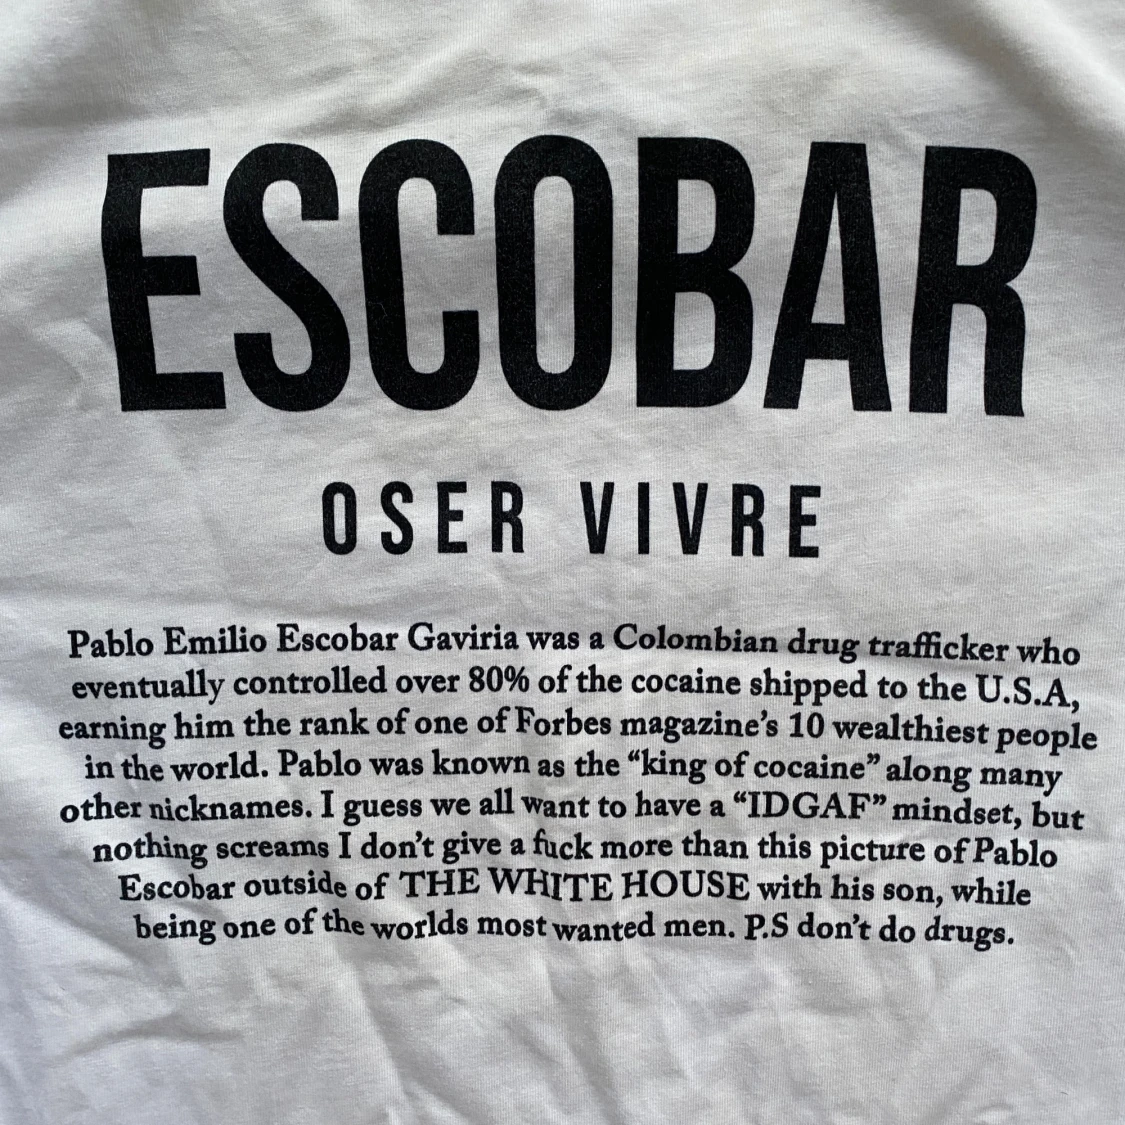 ESCOBAR
OSER VIVRE
Pablo Emilio Escobar Gaviria was a Colombian drug trafficker who
eventually controlled over 80% of the cocaine shipped to the U.S.A,
earning him the rank of one of Forbes magazine's 10 wealthiest people
in the world. Pablo was known as the “king of cocaine” along many
other nicknames. I guess we all want to have a “IDGAF” mindset, but
nothing screams I don't give a fuck more than this picture of Pablo
Escobar outside of THE WHITE HOUSE with his son, while
being one of the worlds most wanted men. P.S don't do drugs.